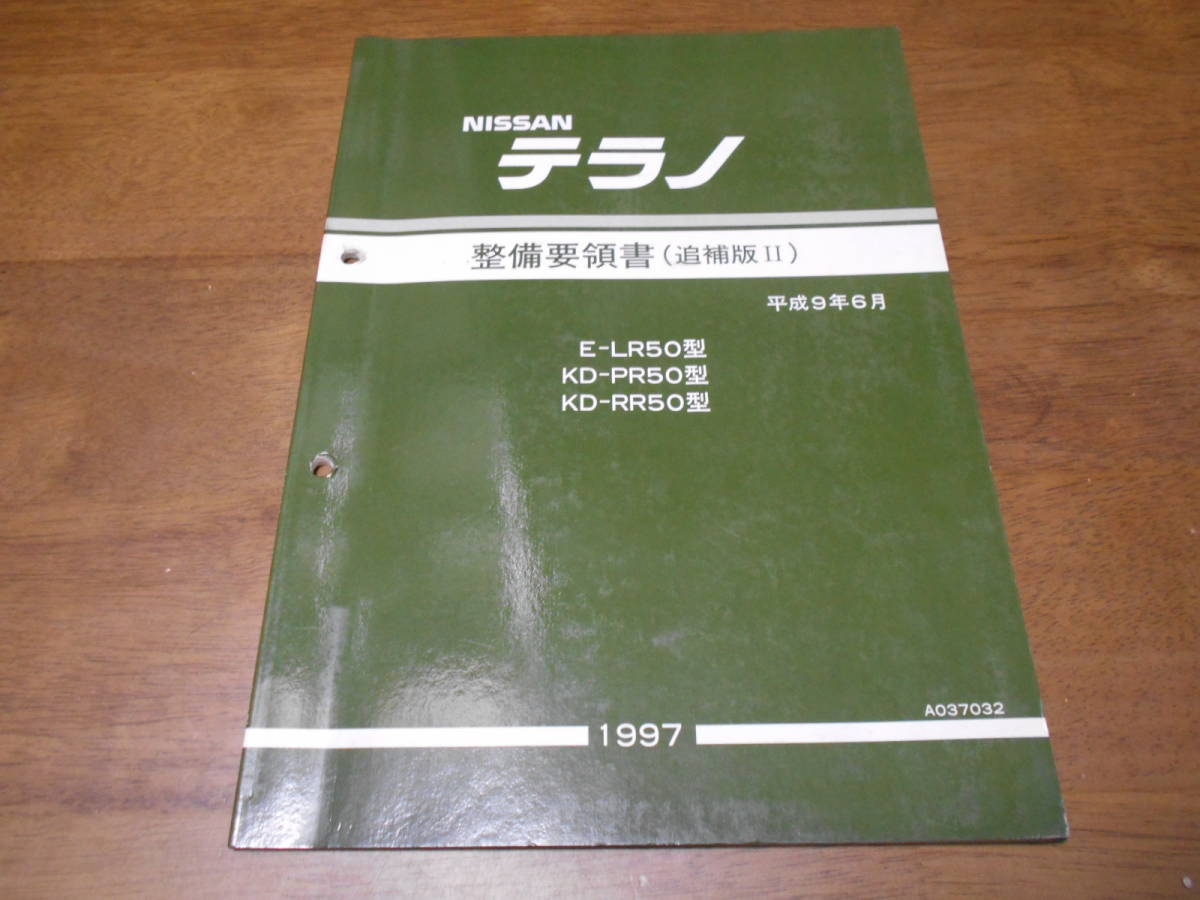 NISSAN
テラノ
整備要領書(追補版II)
平成9年6月
E-LR50型
KD-PR50型
KD-RR50型
A037032
1997